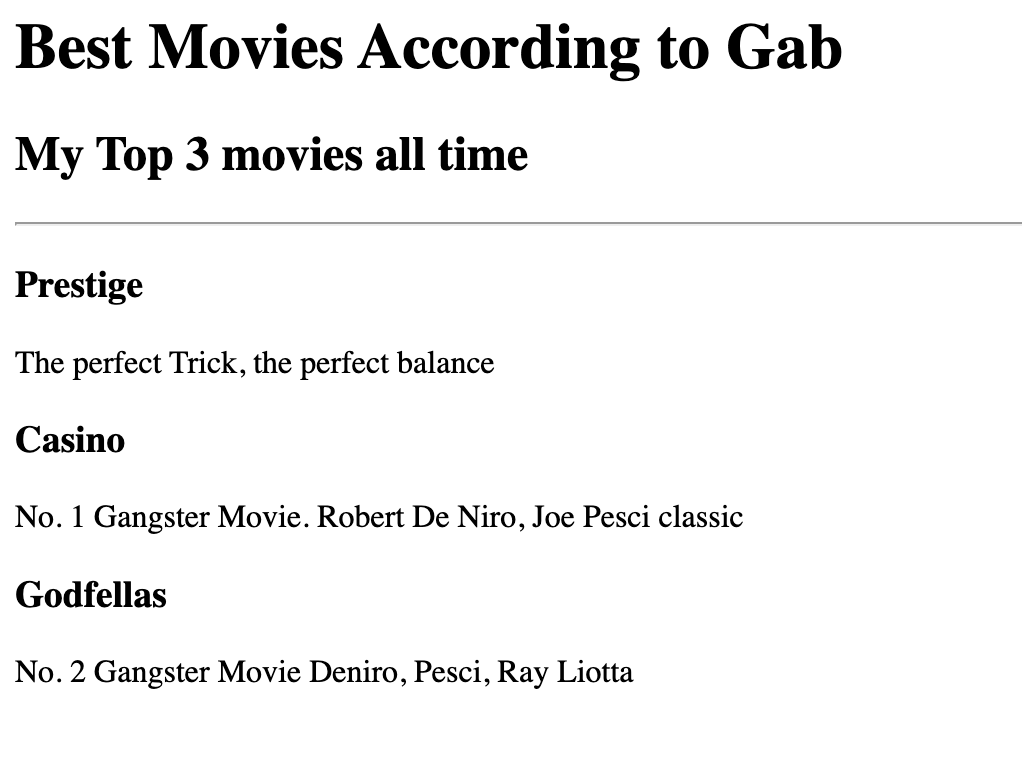 Best Movies According to Gab
My Top 3 movies all time
Prestige
The perfect Trick, the perfect balance
Casino
No. 1 Gangster Movie. Robert De Niro, Joe Pesci classic
Godfellas
No. 2 Gangster Movie Deniro, Pesci, Ray Liotta